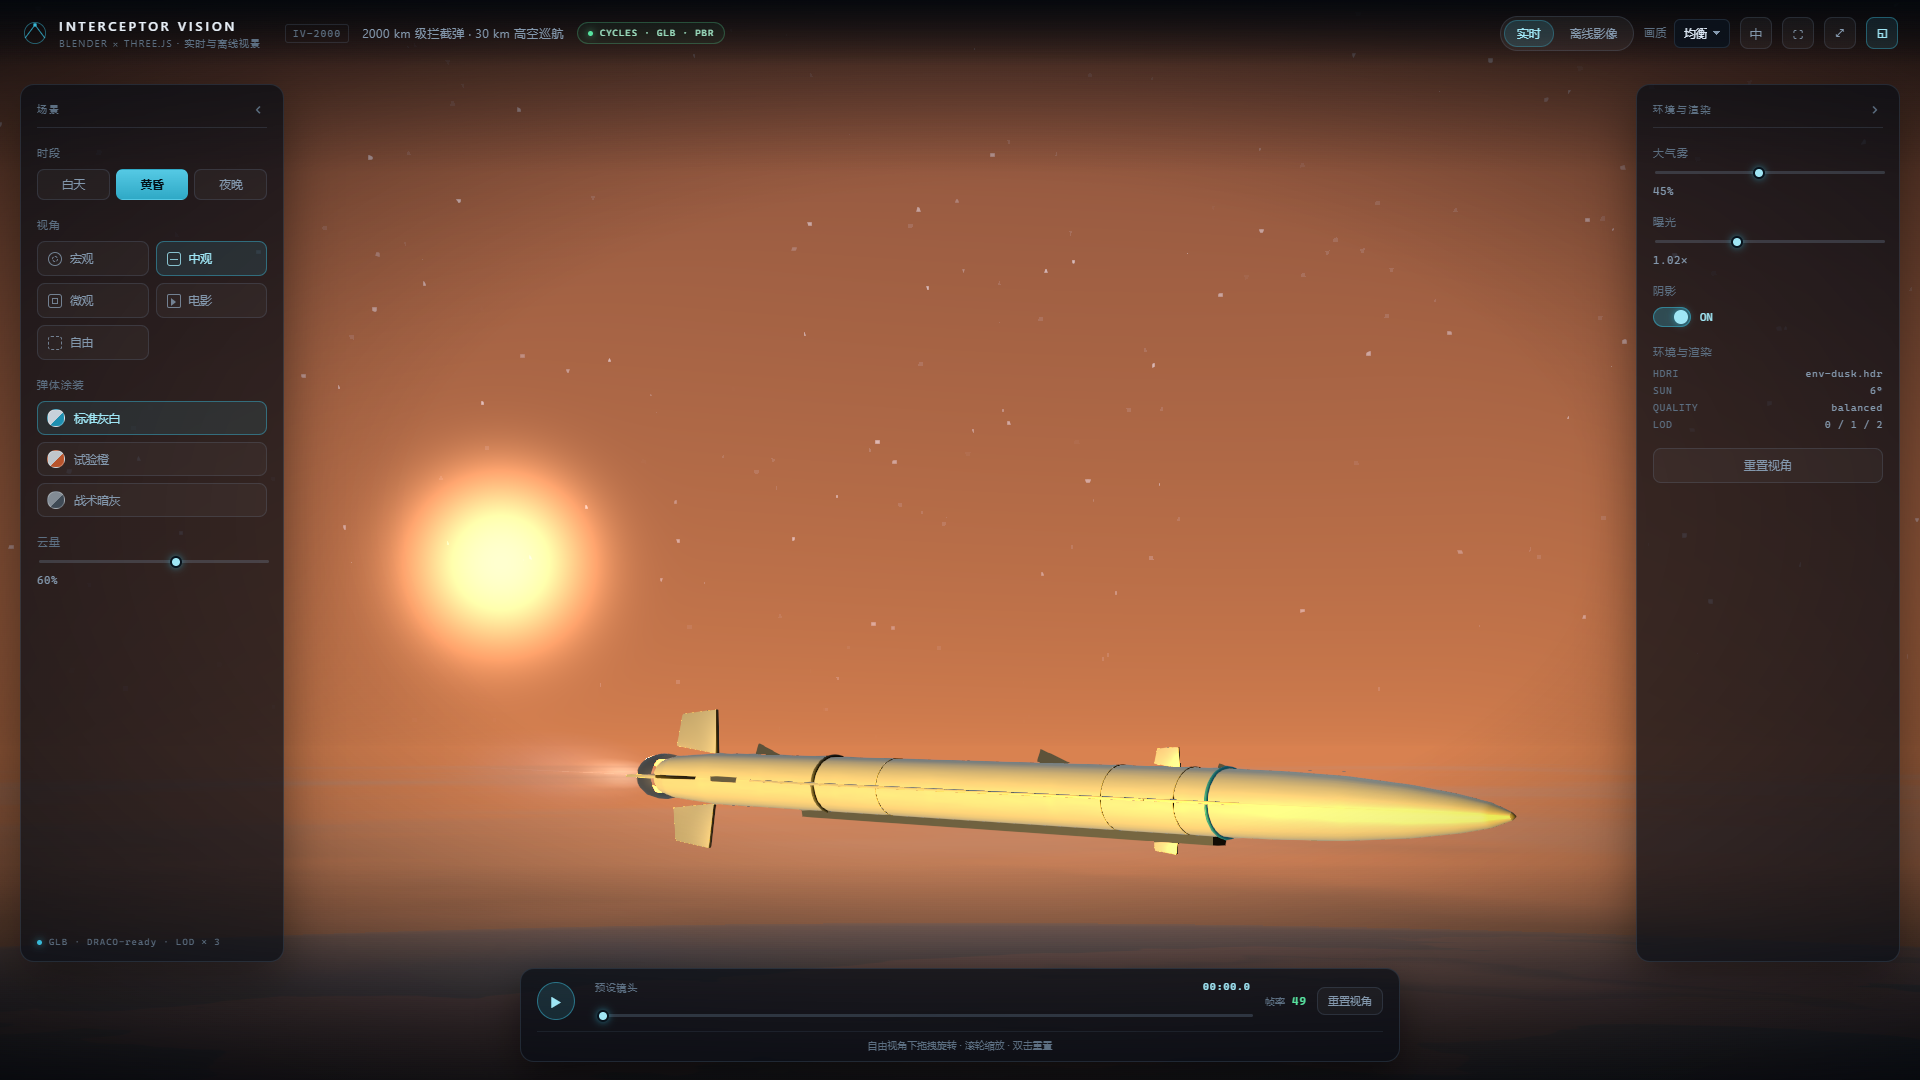 INTERCEPTOR VISION
BLENDER × THREE.JS · 实时与离线视景
IV-2000
2000 km 级拦截弹 · 30 km 高空巡航
CYCLES · GLB · PBR
实时
离线影像
画质
均衡
中
场景
时段
白天
黄昏
夜晚
视角
宏观
中观
微观
电影
自由
弹体涂装
标准灰白
试验橙
战术暗灰
云量
60%
GLB · DRACO-ready · LOD × 3
环境与渲染
大气雾
45%
曝光
1.02×
阴影
ON
环境与渲染
HDRI env-dusk.hdr
SUN 6°
QUALITY balanced
LOD 0 / 1 / 2
重置视角
预设镜头
00:00.0
帧率 49
重置视角
自由视角下拖拽旋转 · 滚轮缩放 · 双击重置